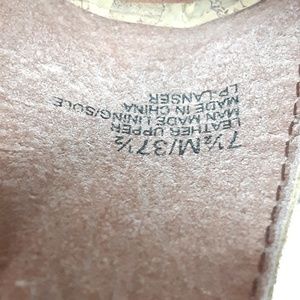 7½M/37½
LEATHER UPPER
MAN MADE LINING/SOLE
MADE IN CHINA
LP-LANSER